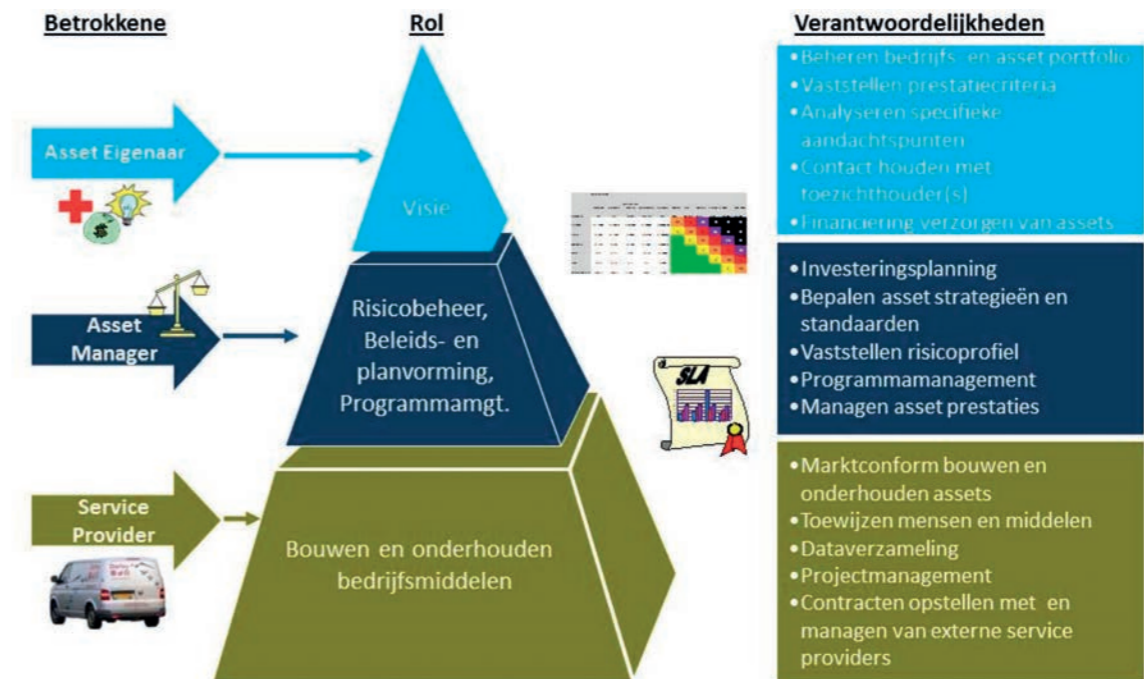 Betrokkene
Rol
Verantwoordelijkheden
Asset Eigenaar
Visie
•Beheren bedrijfs- en asset portfolio
•Vaststellen prestatiecriteria
•Analyseren specifieke
aandachtspunten
•Contact houden met
toezichthouder(s)
•Financiering verzorgen van assets
Asset
Manager
Risicobeheer,
Beleids- en
planvorming,
Programmamgt.
•Investeringsplanning
•Bepalen asset strategieën en
standaarden
•Vaststellen risicoprofiel
•Programmamanagement
•Managen asset prestaties
SLA
Service
Provider
Bouwen en onderhouden
bedrijfsmiddelen
•Marktconform bouwen en
onderhouden assets
•Toewijzen mensen en middelen
•Dataverzameling
•Projectmanagement
•Contracten opstellen met en
managen van externe service
providers